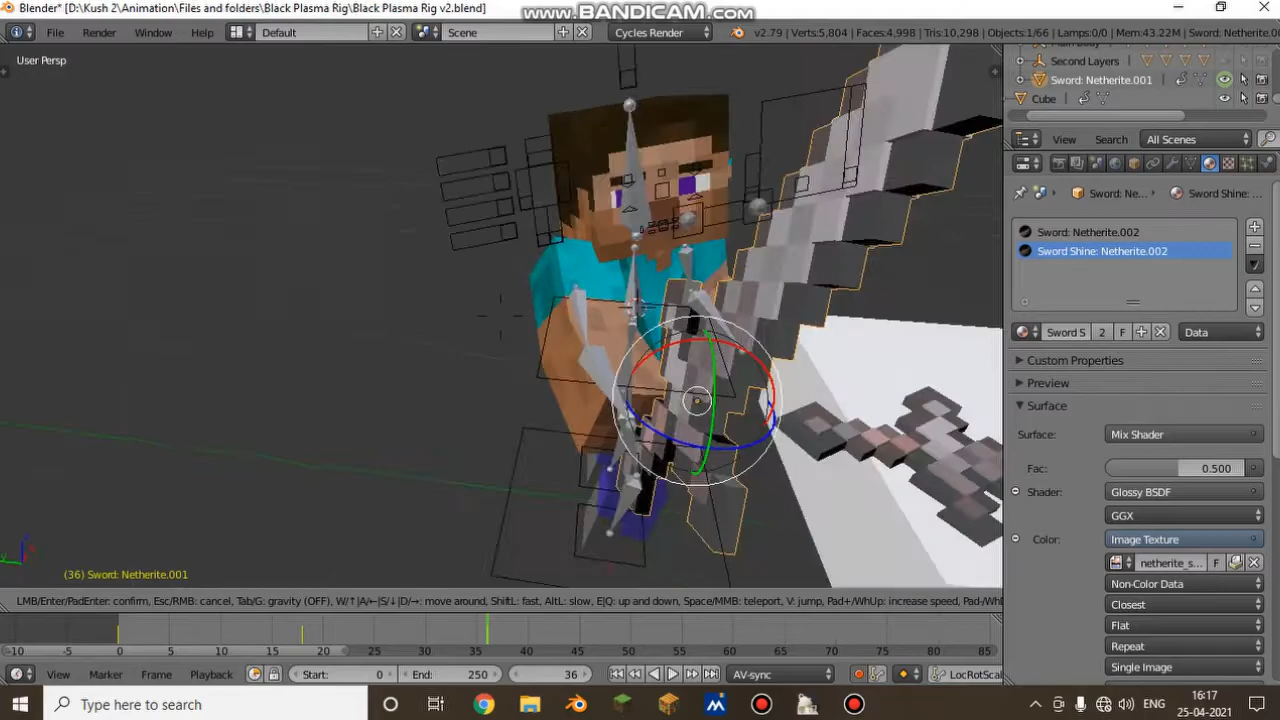 Blender* [D:\Kush 2\Animation\Files and folders\Black Plasma Rig\Black Plasma Rig v2.blend]
www.BANDICAM.com
File Render Window Help Default Scene Cycles Render v2.79 | Verts:5,804 | Faces:4,998 | Tris:10,298 | Objects:1/66 | Lamps:0/0 | Mem:43.22M | Sword: Netherite.
User Persp
Second Layers
Sword: Netherite.001
Cube
View Search All Scenes
Sword: Ne... Sword Shine: ...
Sword: Netherite.002
Sword Shine: Netherite.002
Sword S 2 F Data
Custom Properties
Preview
Surface
Surface: Mix Shader
Fac: 0.500
Shader: Glossy BSDF
GGX
Color: Image Texture
netherite_s... F
Non-Color Data
Closest
Flat
Repeat
Single Image
(36) Sword: Netherite.001
LMB/Enter/PadEnter: confirm, Esc/RMB: cancel, Tab/G: gravity (OFF), W/↑|A/←|S/↓|D/→: move around, ShiftL: fast, AltL: slow, E|Q: up and down, Space/MMB: teleport, V: jump, Pad+/WhUp: increase speed, Pad-/Wh
-10 -5 0 5 10 15 20 25 30 35 40 45 50 55 60 65 70 75 80 85
View Marker Frame Playback Start: 0 End: 250 36 AV-sync LocRotScal
Type here to search
ENG
16:17
25-04-2021